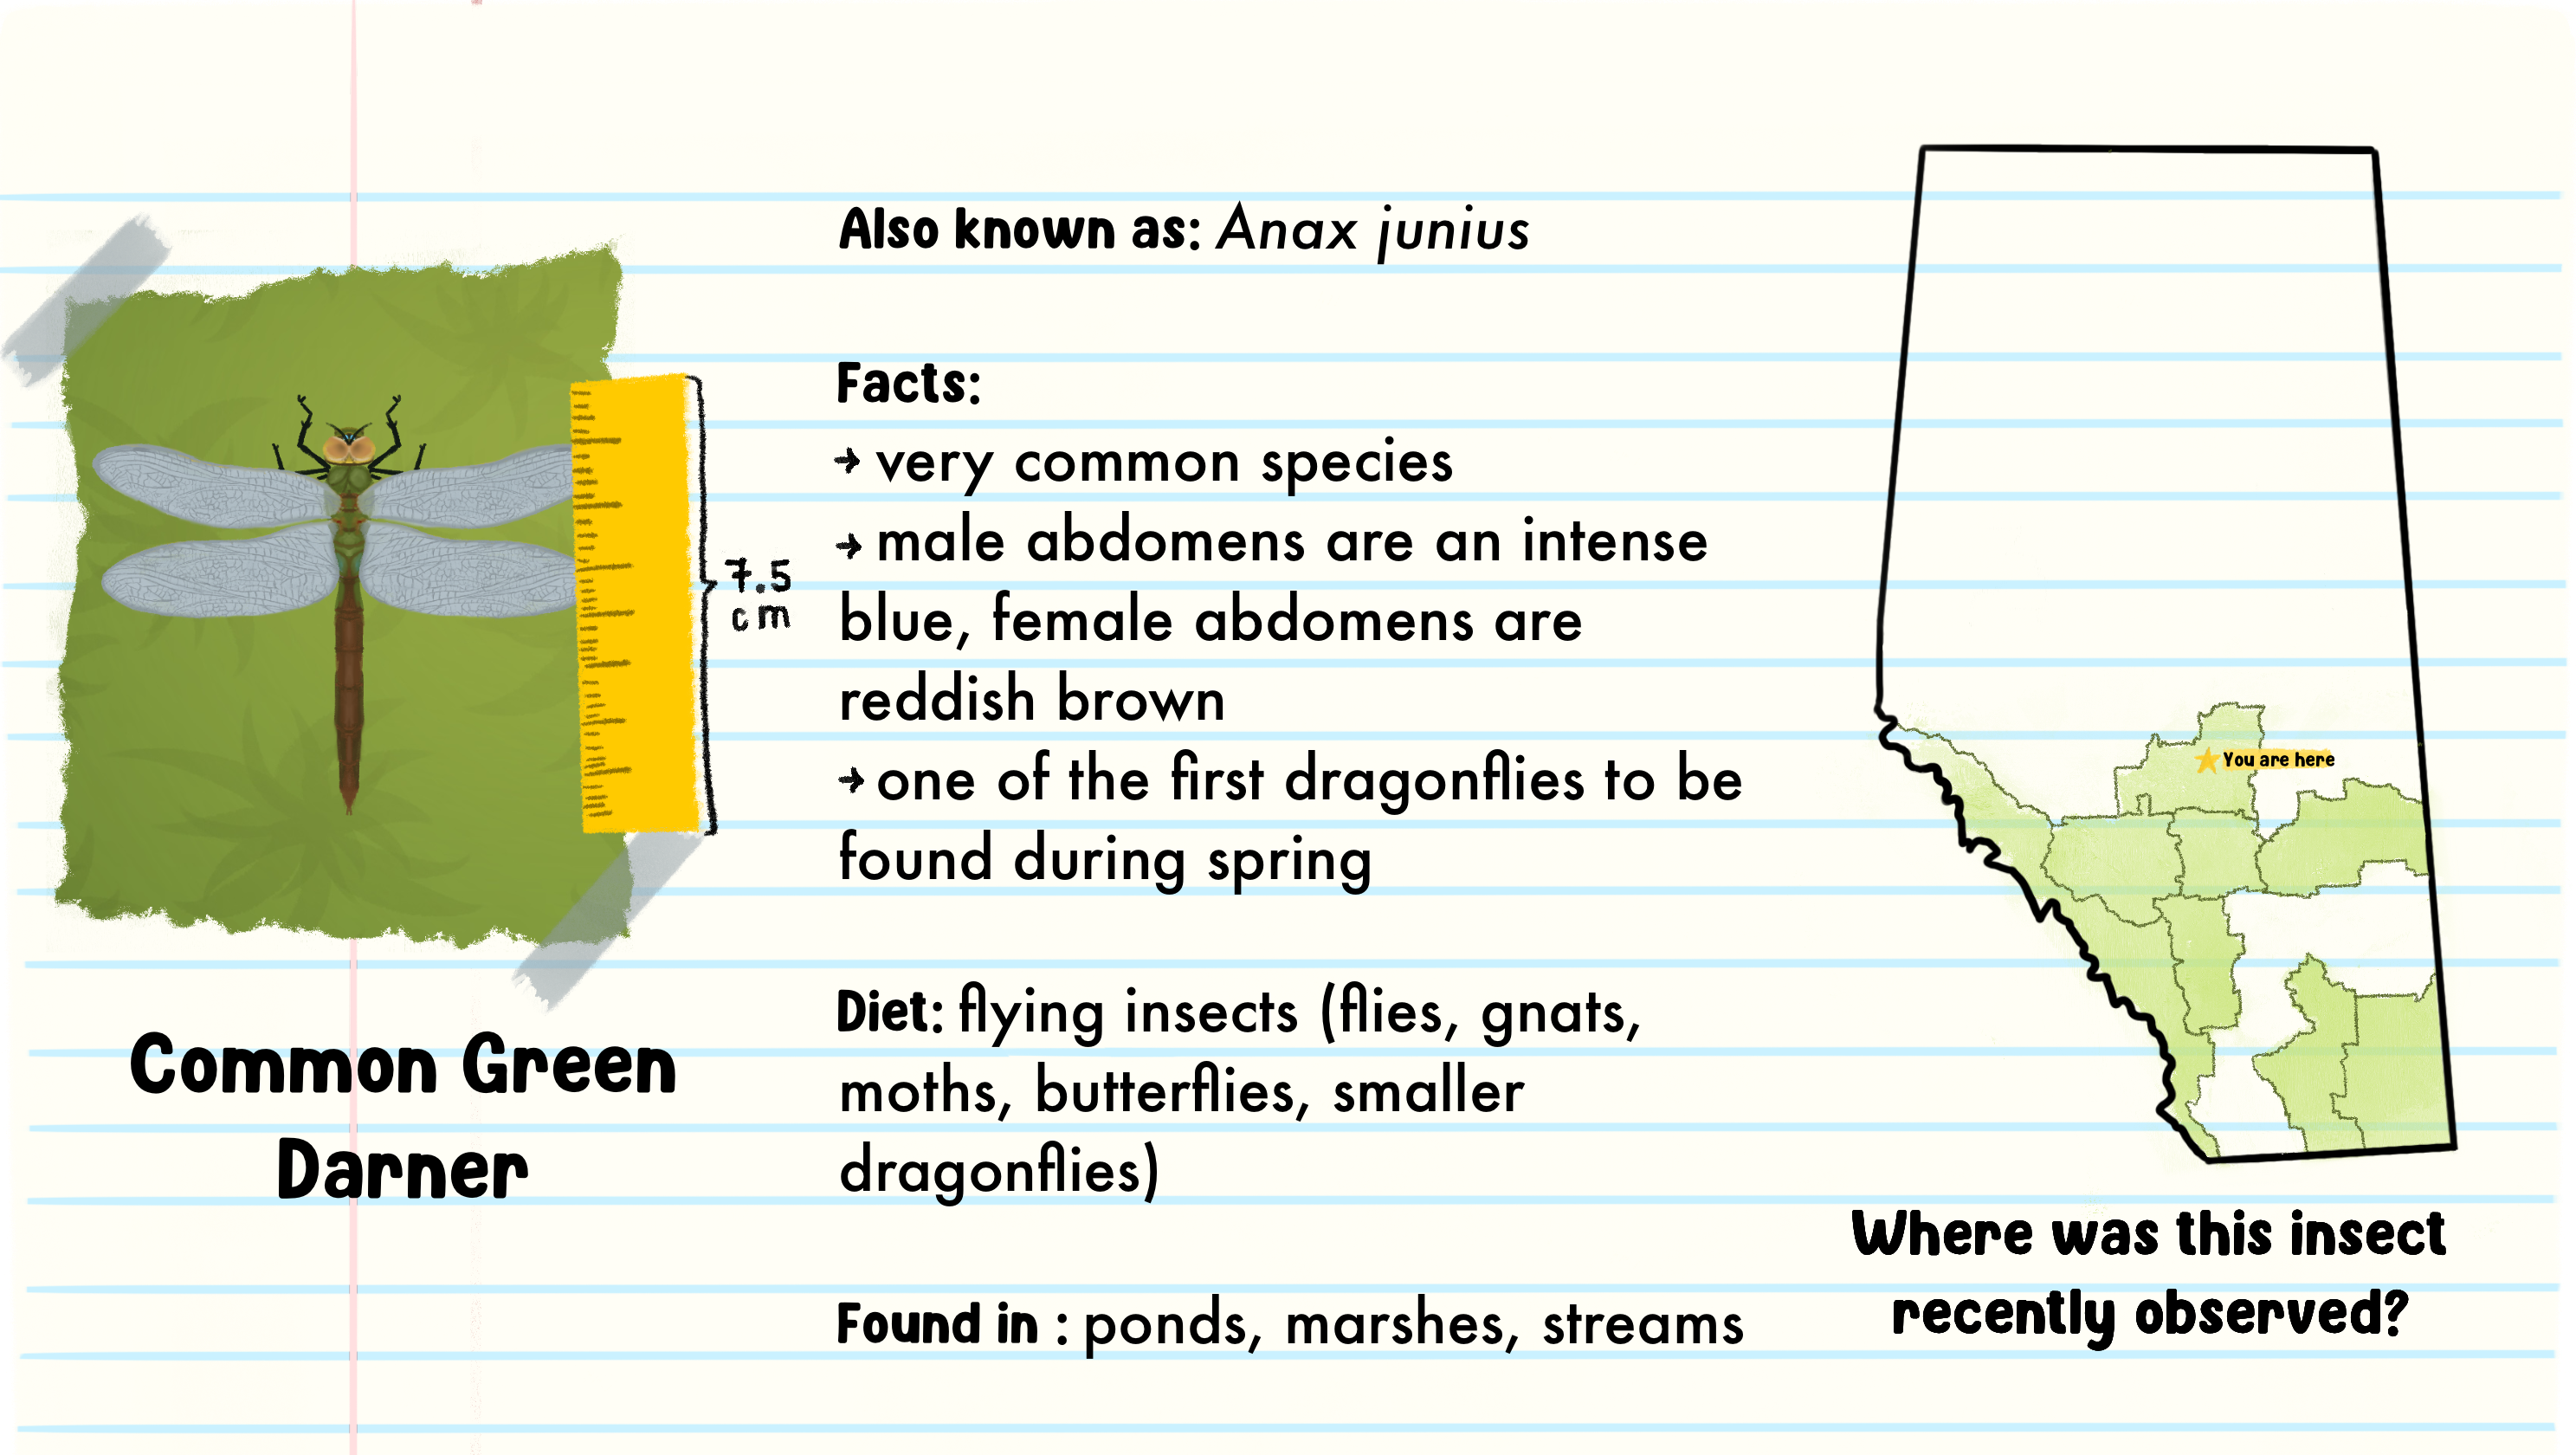 Also known as: Anax junius
Facts:
→ very common species
→ male abdomens are an intense
blue, female abdomens are
reddish brown
→ one of the first dragonflies to be
found during spring
Diet: flying insects (flies, gnats,
moths, butterflies, smaller
dragonflies)
Found in : ponds, marshes, streams
7.5
cm
Common Green
Darner
You are here
Where was this insect
recently observed?